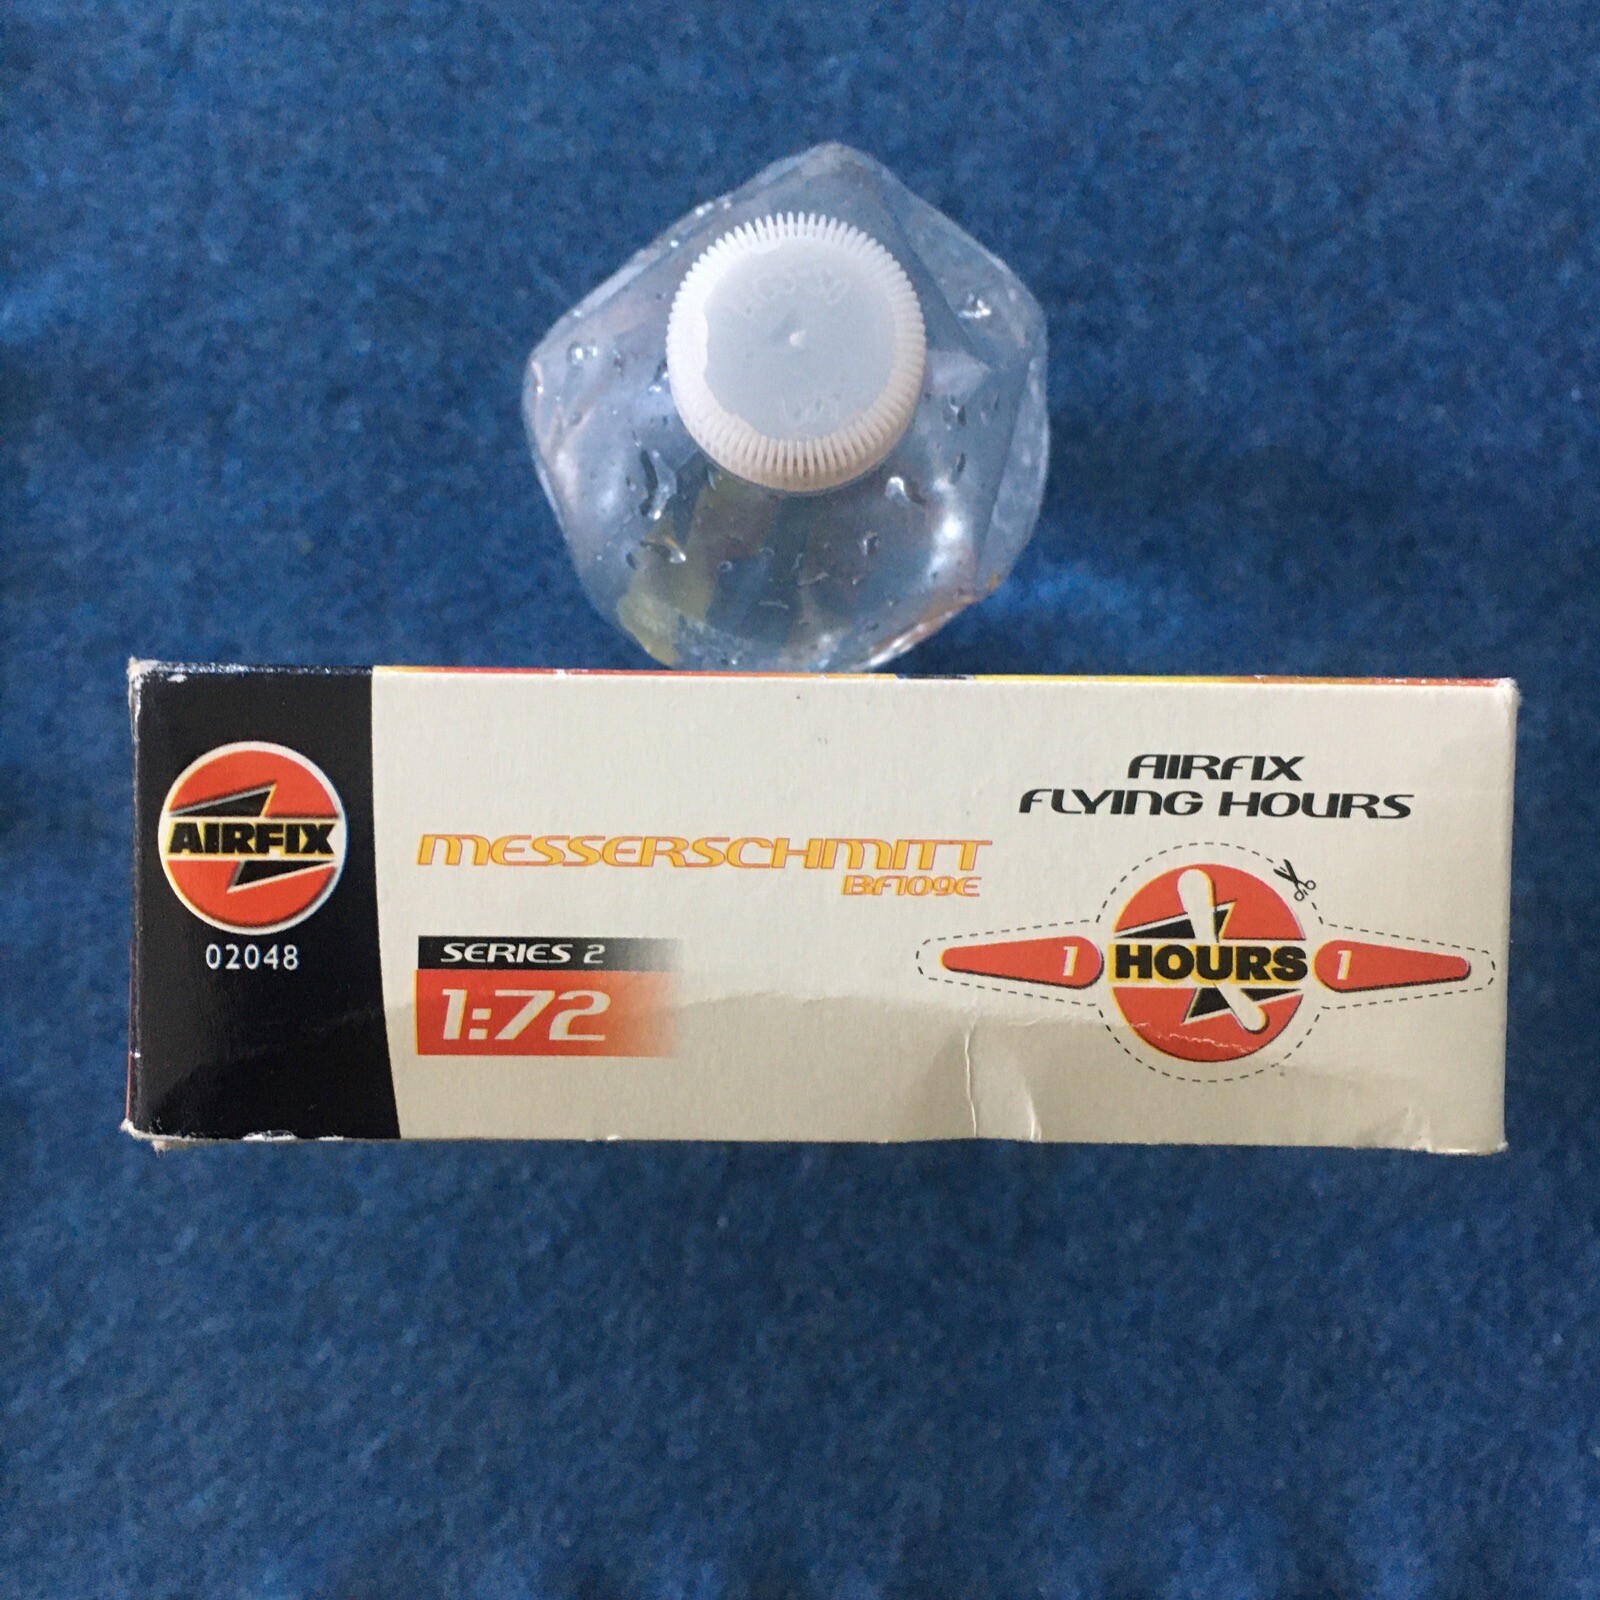 AIRFIX
02048
MESSERSCHMITT
BF109E
SERIES 2
1:72
AIRFIX
FLYING HOURS
1 HOURS 1